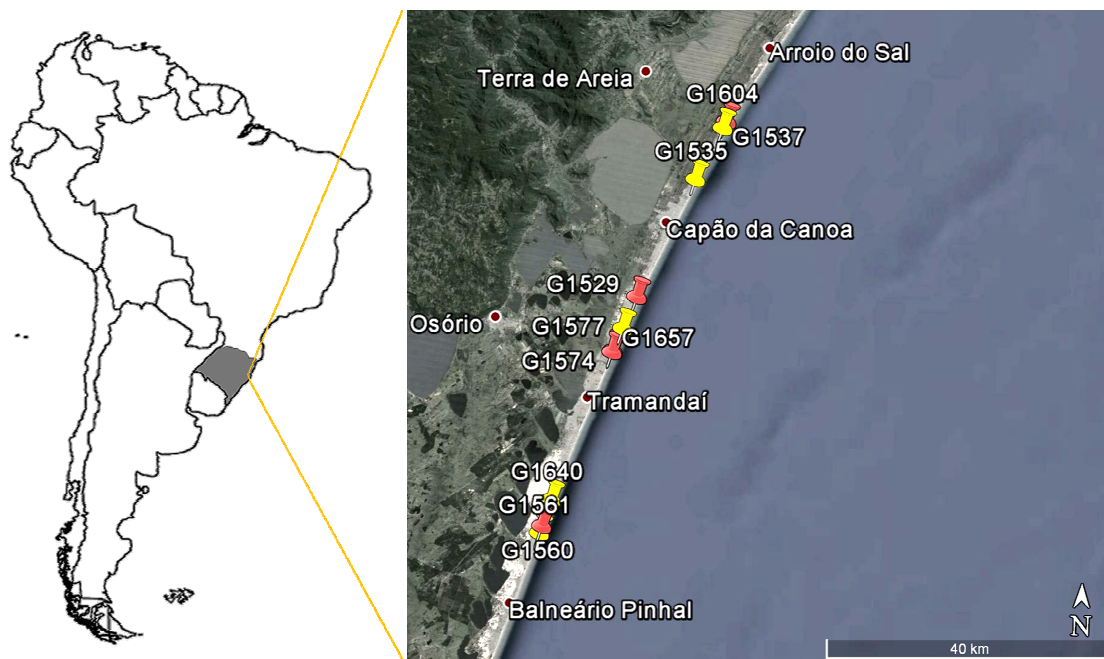 Arroio do Sal
Terra de Areia
G1604
G1537
G1535
Capão da Canoa
G1529
Osório
G1577
G1657
G1574
Tramandaí
G1640
G1561
G1560
Balneário Pinhal
N
40 km